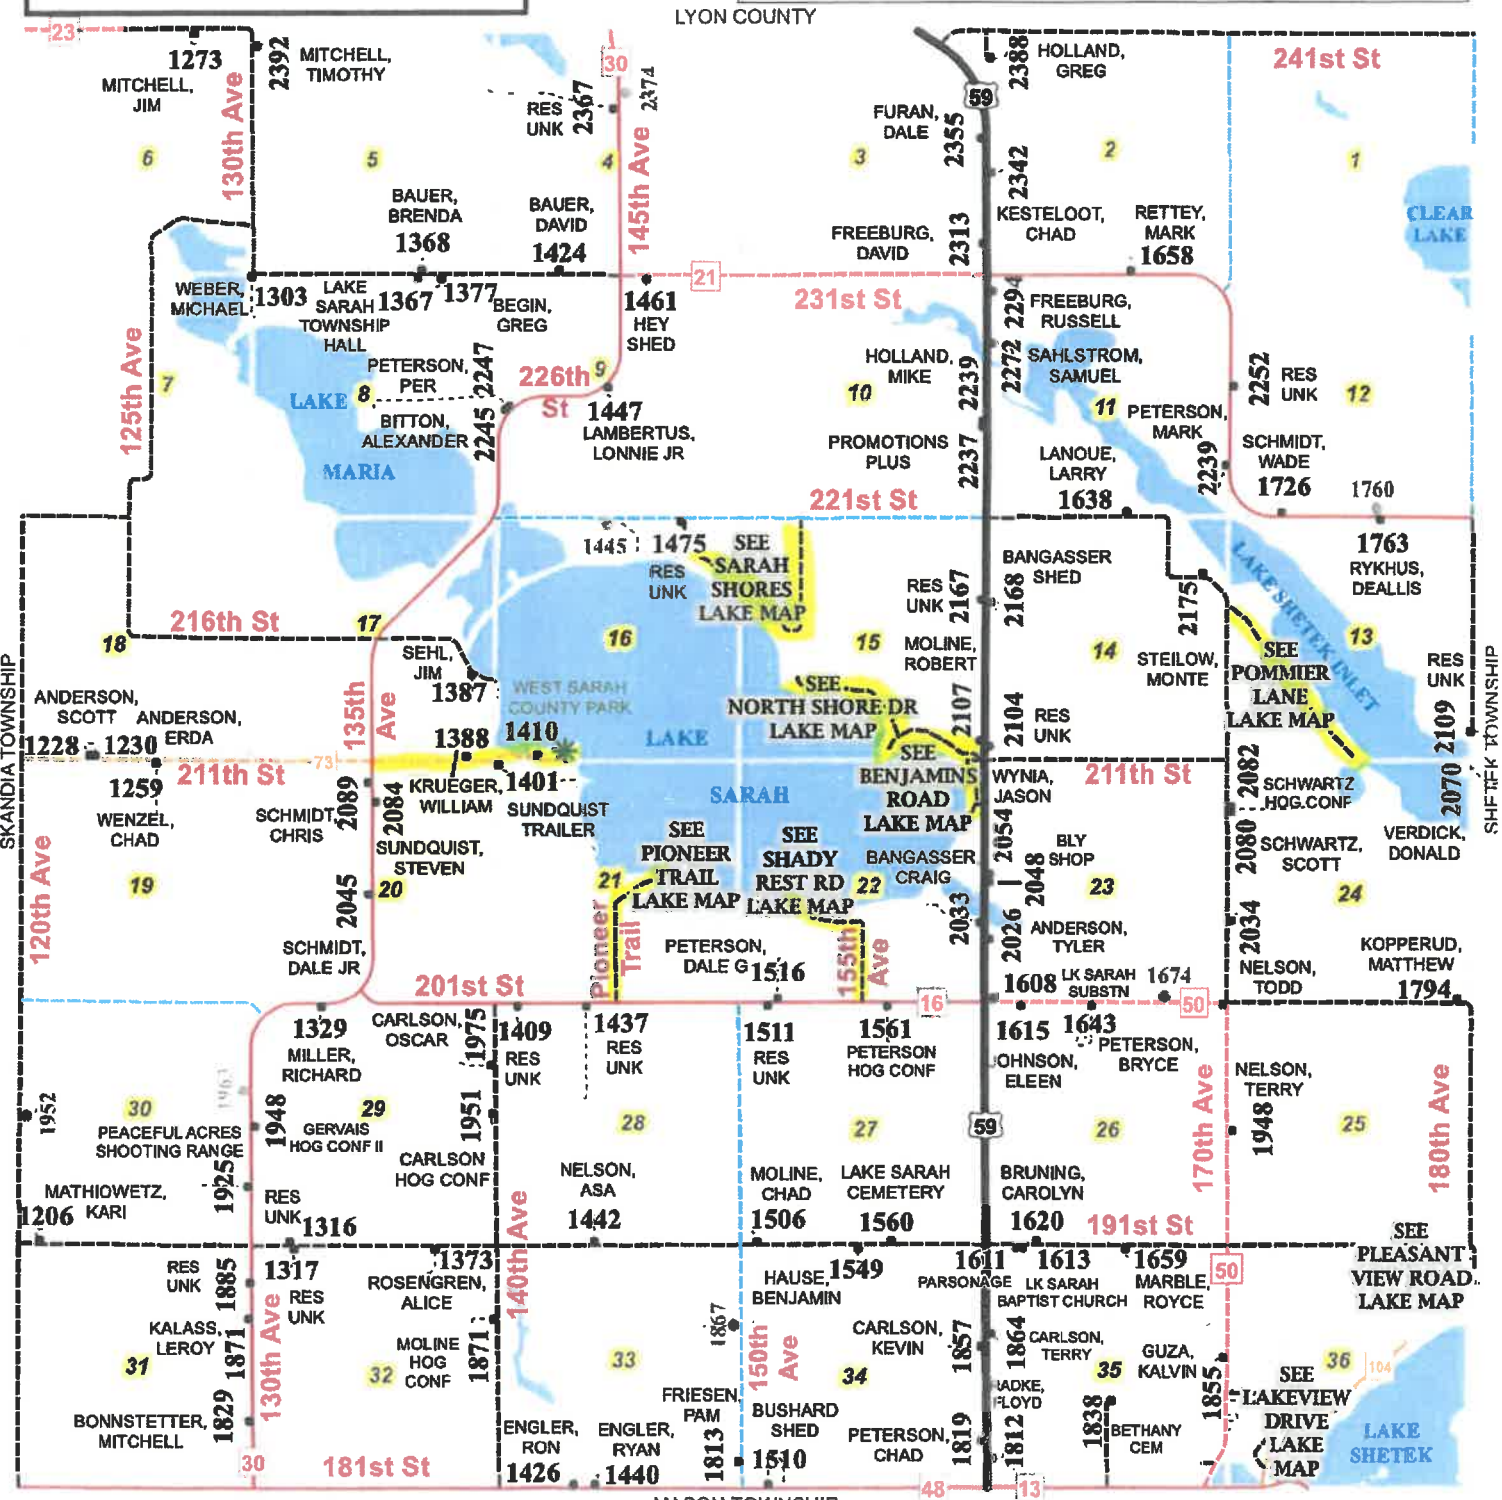 LYON COUNTY
23
1273
MITCHELL,
JIM
130th Ave
2392
MITCHELL,
TIMOTHY
RES
UNK
2367
30
2374
145th Ave
59
2388
HOLLAND,
GREG
241st St
FURAN,
DALE
2355
2342
6
5
4
3
2
1
BAUER,
BRENDA
1368
BAUER,
DAVID
1424
FREEBURG,
DAVID
2313
KESTELOOT,
CHAD
RETTEY,
MARK
1658
CLEAR
LAKE
WEBER,
MICHAEL
1303
LAKE
SARAH
TOWNSHIP
HALL
1367
1377
BEGIN,
GREG
1461
HEY
SHED
21
231st St
2294
FREEBURG,
RUSSELL
125th Ave
7
LAKE
MARIA
8
PETERSON,
PER
2247
BITTON,
ALEXANDER
2245
226th
St
9
1447
LAMBERTUS,
LONNIE JR
HOLLAND,
MIKE
2239
10
PROMOTIONS
PLUS
2237
2272
SAHLSTROM,
SAMUEL
11
PETERSON,
MARK
2239
LANOUE,
LARRY
1638
2252
RES
UNK
12
SCHMIDT,
WADE
1726
1760
1763
RYKHUS,
DEALLIS
221st St
1445
1475
RES
UNK
SEE
SARAH
SHORES
LAKE MAP
RES
UNK
2167
2168
BANGASSER
SHED
2175
LAKE SHETEK INLET
13
216th St
17
18
16
15
14
MOLINE,
ROBERT
STEILOW,
MONTE
SEE
POMMIER
LANE
LAKE MAP
RES
UNK
2109
SKANDIA TOWNSHIP
SHETEK TOWNSHIP
SEHL,
JIM
1387
WEST SARAH
COUNTY PARK
1410
SEE
NORTH SHORE DR
LAKE MAP
2107
2104
RES
UNK
ANDERSON,
SCOTT
1228
ANDERSON,
ERDA
1230
1259
WENZEL,
CHAD
73
211th St
135th
Ave
1388
KRUEGER,
WILLIAM
1401
SUNDQUIST
TRAILER
LAKE
SARAH
SEE
BENJAMINS
ROAD
LAKE MAP
WYNIA,
JASON
211th St
2082
SCHWARTZ
HOG CONF
2070
SCHMIDT,
CHRIS
2089
2084
SUNDQUIST,
STEVEN
SEE
PIONEER
TRAIL
LAKE MAP
SEE
SHADY
REST RD
LAKE MAP
BANGASSER
CRAIG
2054
BLY
SHOP
2048
2080
SCHWARTZ,
SCOTT
VERDICK,
DONALD
120th Ave
19
2045
20
21
22
23
24
SCHMIDT,
DALE JR
Pioneer
Trail
PETERSON,
DALE G
1516
155th
Ave
2033
2026
ANDERSON,
TYLER
2034
NELSON,
TODD
KOPPERUD,
MATTHEW
1794
201st St
16
1608
LK SARAH
SUBSTN
1674
50
1329
MILLER,
RICHARD
CARLSON,
OSCAR
1975
1409
RES
UNK
1437
RES
UNK
1511
RES
UNK
1561
PETERSON
HOG CONF
1615
JOHNSON,
ELEEN
1643
PETERSON,
BRYCE
170th Ave
NELSON,
TERRY
1948
180th Ave
1952
30
PEACEFUL ACRES
SHOOTING RANGE
1948
29
GERVAIS
HOG CONF II
1951
CARLSON
HOG CONF
28
27
59
26
25
MATHIOWETZ,
KARI
1206
1925
RES
UNK
1316
NELSON,
ASA
1442
MOLINE,
CHAD
1506
LAKE SARAH
CEMETERY
1560
BRUNING,
CAROLYN
1620
191st St
SEE
PLEASANT
VIEW ROAD
LAKE MAP
RES
UNK
1885
1317
RES
UNK
1373
ROSENGREN,
ALICE
140th Ave
HAUSE,
BENJAMIN
1549
1611
PARSONAGE
1613
LK SARAH
BAPTIST CHURCH
1659
MARBLE,
ROYCE
50
KALASS,
LEROY
1871
130th Ave
MOLINE
HOG
CONF
1871
1867
150th
Ave
CARLSON,
KEVIN
1857
1864
CARLSON,
TERRY
GUZA,
KALVIN
1855
31
32
33
34
35
36
104
BONNSTETTER,
MITCHELL
1829
FRIESEN,
PAM
1813
BUSHARD
SHED
1510
PETERSON,
CHAD
1819
RADKE,
FLOYD
1812
1838
BETHANY
CEM
SEE
LAKEVIEW
DRIVE
LAKE
MAP
LAKE
SHETEK
30
181st St
ENGLER,
RON
1426
ENGLER,
RYAN
1440
48
13